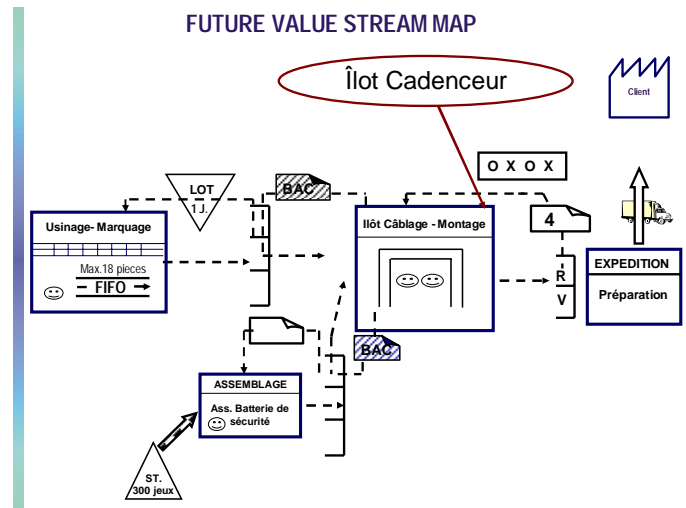 FUTURE VALUE STREAM MAP
Îlot Cadenceur
Client
O X O X
LOT
1 J.
BAC
Usinage- Marquage
Max.18 pieces
FIFO
Ilôt Câblage - Montage
4
R
V
EXPEDITION
Préparation
BAC
ASSEMBLAGE
Ass. Batterie de
sécurité
ST.
300 jeux